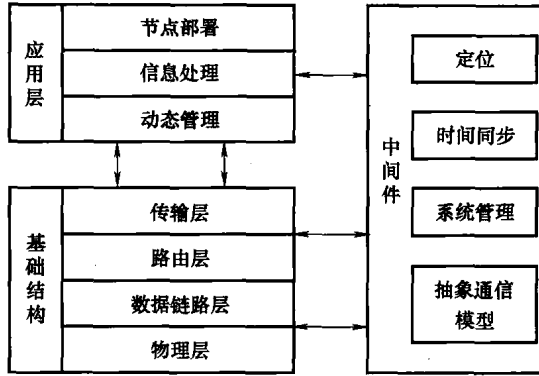 应用层
节点部署
信息处理
动态管理
基础结构
传输层
路由层
数据链路层
物理层
中间件
定位
时间同步
系统管理
抽象通信
模型